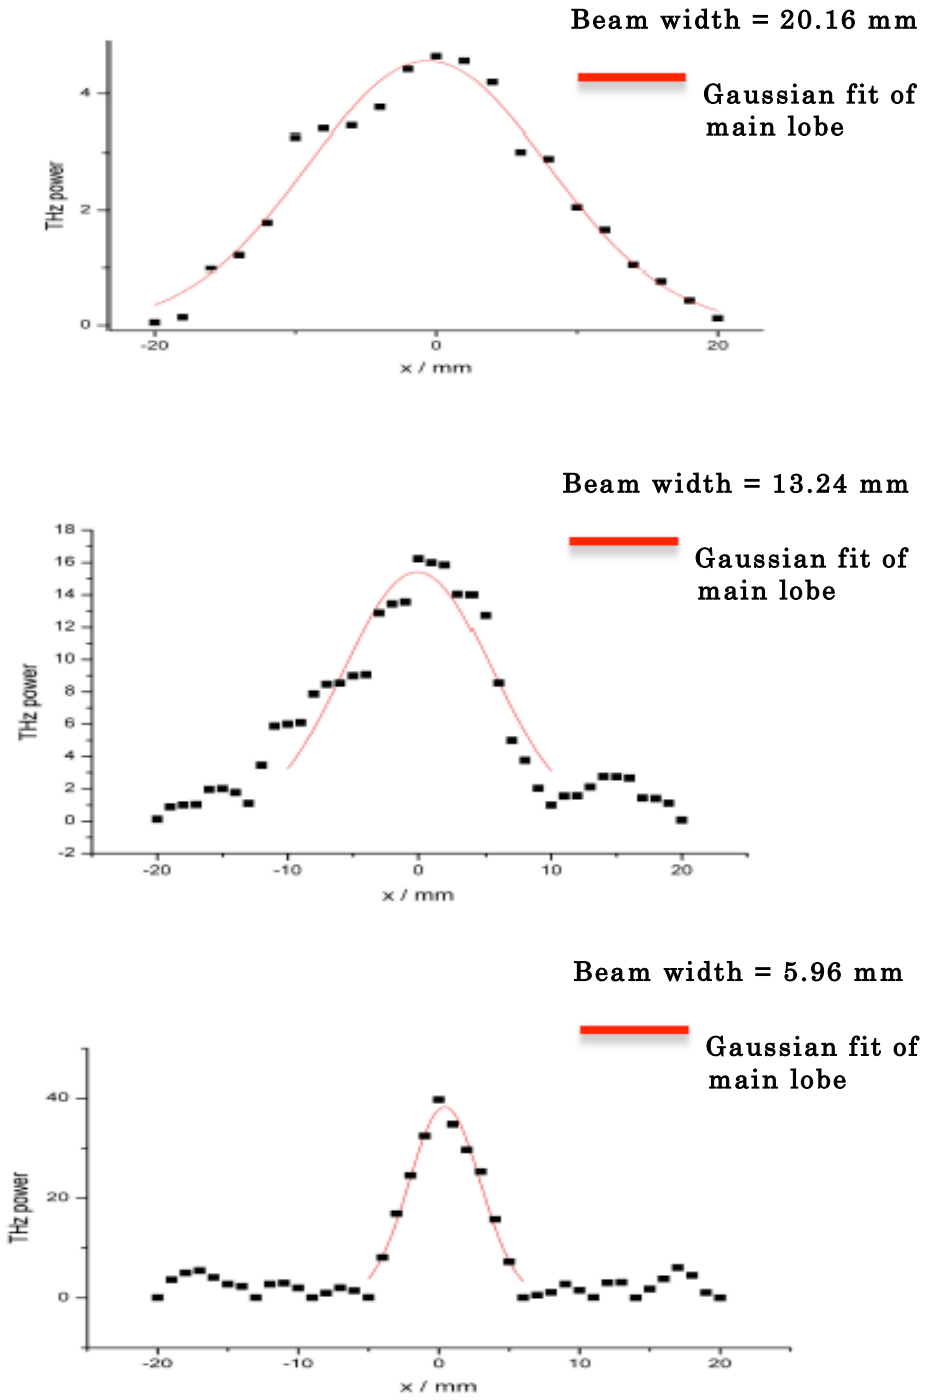 Beam width = 20.16 mm
Gaussian fit of
main lobe
THz power
4
2
0
-20
0
20
x / mm
Beam width = 13.24 mm
Gaussian fit of
main lobe
THz power
18
16
14
12
10
8
6
4
2
0
-2
-20
-10
0
10
20
x / mm
Beam width = 5.96 mm
Gaussian fit of
main lobe
THz power
40
20
0
-20
-10
0
10
20
x / mm